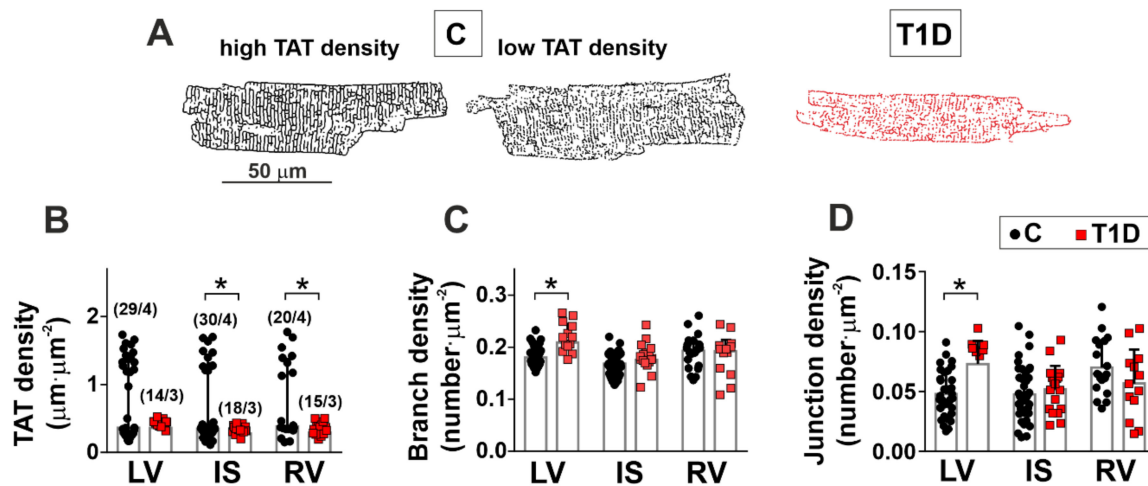 A
high TAT density
C
low TAT density
T1D
50 μm
B
TAT density
(μm·μm⁻²)
2
1
0
(29/4)
(14/3)
*
(30/4)
(18/3)
*
(20/4)
(15/3)
LV IS RV
C
Branch density
(number·μm⁻²)
0.3
0.2
0.1
0.0
*
LV IS RV
D
C T1D
Junction density
(number·μm⁻²)
0.15
0.10
0.05
0.00
*
LV IS RV